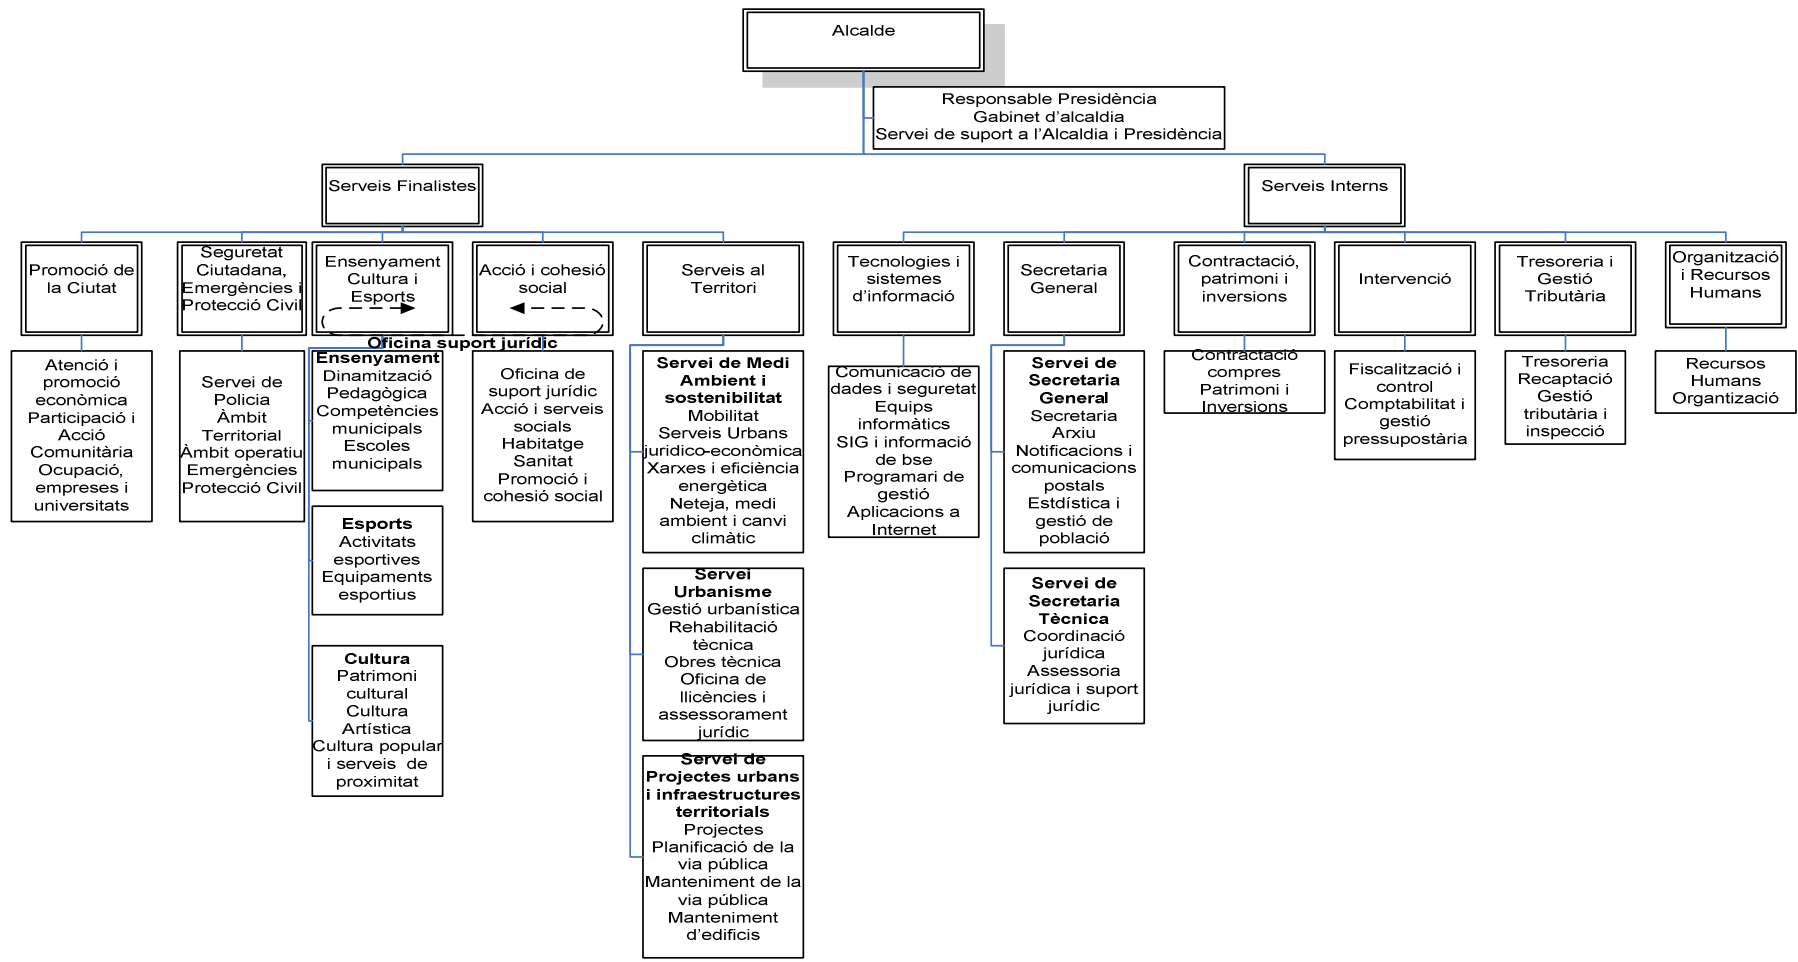 Alcalde
Responsable Presidència
Gabinet d’alcaldia
Servei de suport a l’Alcaldia i Presidència
Serveis Finalistes
Serveis Interns
Promoció de
la Ciutat
Seguretat
Ciutadana,
Emergències i
Protecció Civil
Ensenyament
Cultura i
Esports
Acció i cohesió
social
Oficina suport jurídic
Serveis al
Territori
Tecnologies i
sistemes
d’informació
Secretaria
General
Contractació,
patrimoni i
inversions
Intervenció
Tresoreria i
Gestió
Tributària
Organització
i Recursos
Humans
Atenció i
promoció
econòmica
Participació i
Acció
Comunitària
Ocupació,
empreses i
universitats
Servei de
Policia
Àmbit
Territorial
Àmbit operatiu
Emergències
Protecció Civil
Ensenyament
Dinamització
Pedagògica
Competències
municipals
Escoles
municipals
Esports
Activitats
esportives
Equipaments
esportius
Cultura
Patrimoni
cultural
Cultura
Artística
Cultura popular
i serveis de
proximitat
Oficina de
suport jurídic
Acció i serveis
socials
Habitatge
Sanitat
Promoció i
cohesió social
Servei de Medi
Ambient i
sostenibilitat
Mobilitat
Serveis Urbans
juridico-econòmica
Xarxes i eficiència
energètica
Neteja, medi
ambient i canvi
climàtic
Servei
Urbanisme
Gestió urbanística
Rehabilitació
tècnica
Obres tècnica
Oficina de
llicències i
assessorament
jurídic
Servei de
Projectes urbans
i infraestructures
territorials
Projectes
Planificació de la
via pública
Manteniment de la
via pública
Manteniment
d’edificis
Comunicació de
dades i seguretat
Equips
informàtics
SIG i informació
de bse
Programari de
gestió
Aplicacions a
Internet
Servei de
Secretaria
General
Secretaria
Arxiu
Notificacions i
comunicacions
postals
Estdística i
gestió de
població
Servei de
Secretaria
Tècnica
Coordinació
jurídica
Assessoria
jurídica i suport
jurídic
Contractació
compres
Patrimoni i
Inversions
Fiscalització i
control
Comptabilitat i
gestió
pressupostària
Tresoreria
Recaptació
Gestió
tributària i
inspecció
Recursos
Humans
Organtizació